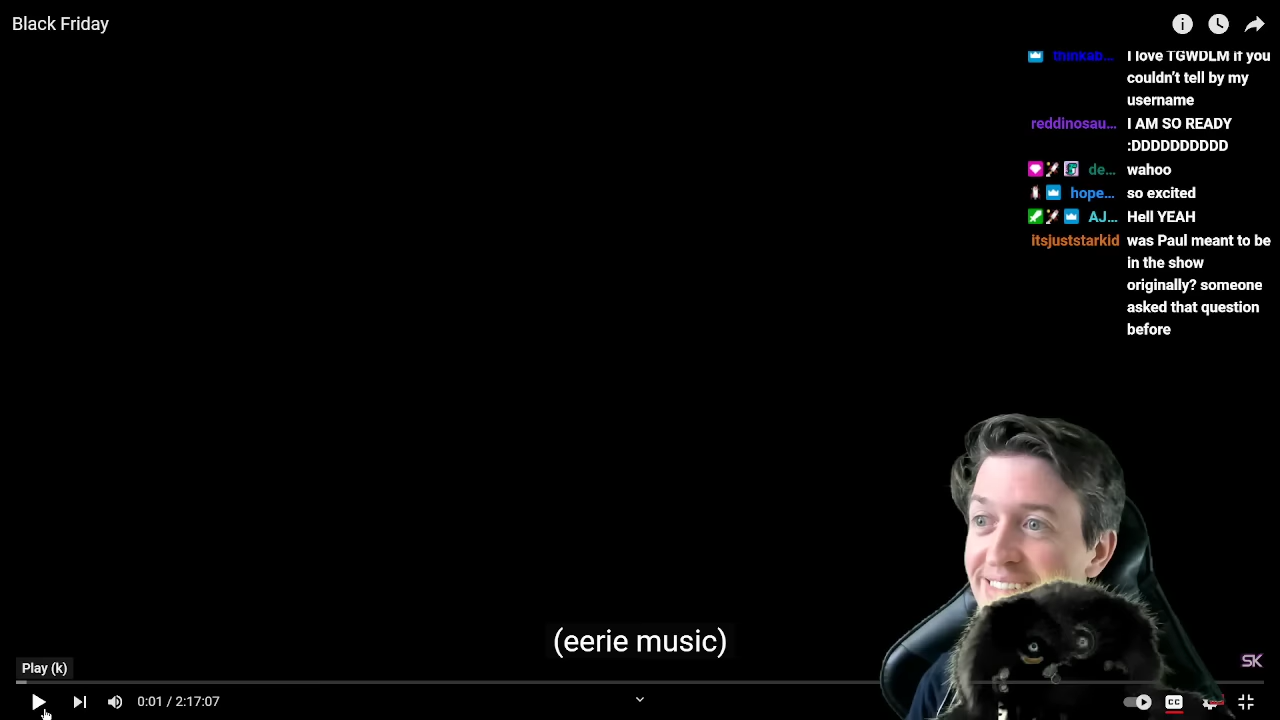 Black Friday
thinkab... I love TGWDLM if you
couldn't tell by my
username
reddinosau... I AM SO READY
:DDDDDDDDDD
de... wahoo
hope... so excited
AJ... Hell YEAH
itsjuststarkid was Paul meant to be
in the show
originally? someone
asked that question
before
(eerie music)
SK
Play (k)
0:01 / 2:17:07
CC